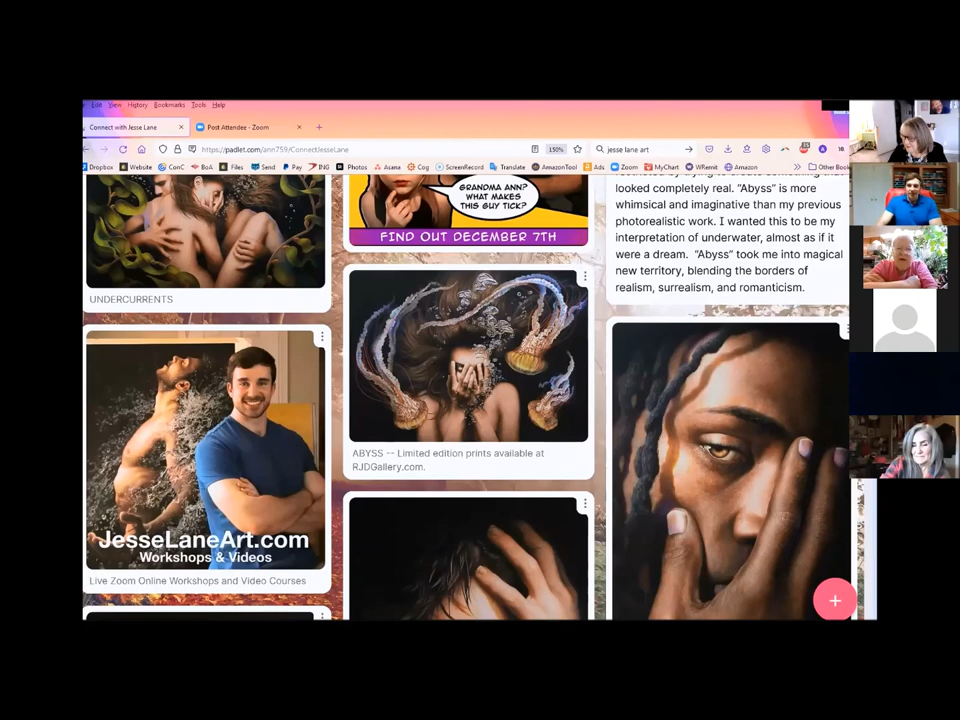 Edit View History Bookmarks Tools Help
Connect with Jesse Lane
Post Attendee - Zoom
https://padlet.com/ann759/ConnectJesseLane
150%
jesse lane art
Dropbox Website ConC BoA Files Send Pay ING Photos Asana Cog ScreenRecord Translate AmazonTool Ads Zoom MyChart WRemit Amazon Other Boo
UNDERCURRENTS
JesseLaneArt.com
Workshops & Videos
Live Zoom Online Workshops and Video Courses
GRANDMA ANN?
WHAT MAKES
THIS GUY TICK?
FIND OUT DECEMBER 7TH
ABYSS -- Limited edition prints available at
RJDGallery.com.
looked completely real. “Abyss” is more
whimsical and imaginative than my previous
photorealistic work. I wanted this to be my
interpretation of underwater, almost as if it
were a dream. “Abyss” took me into magical
new territory, blending the borders of
realism, surrealism, and romanticism.